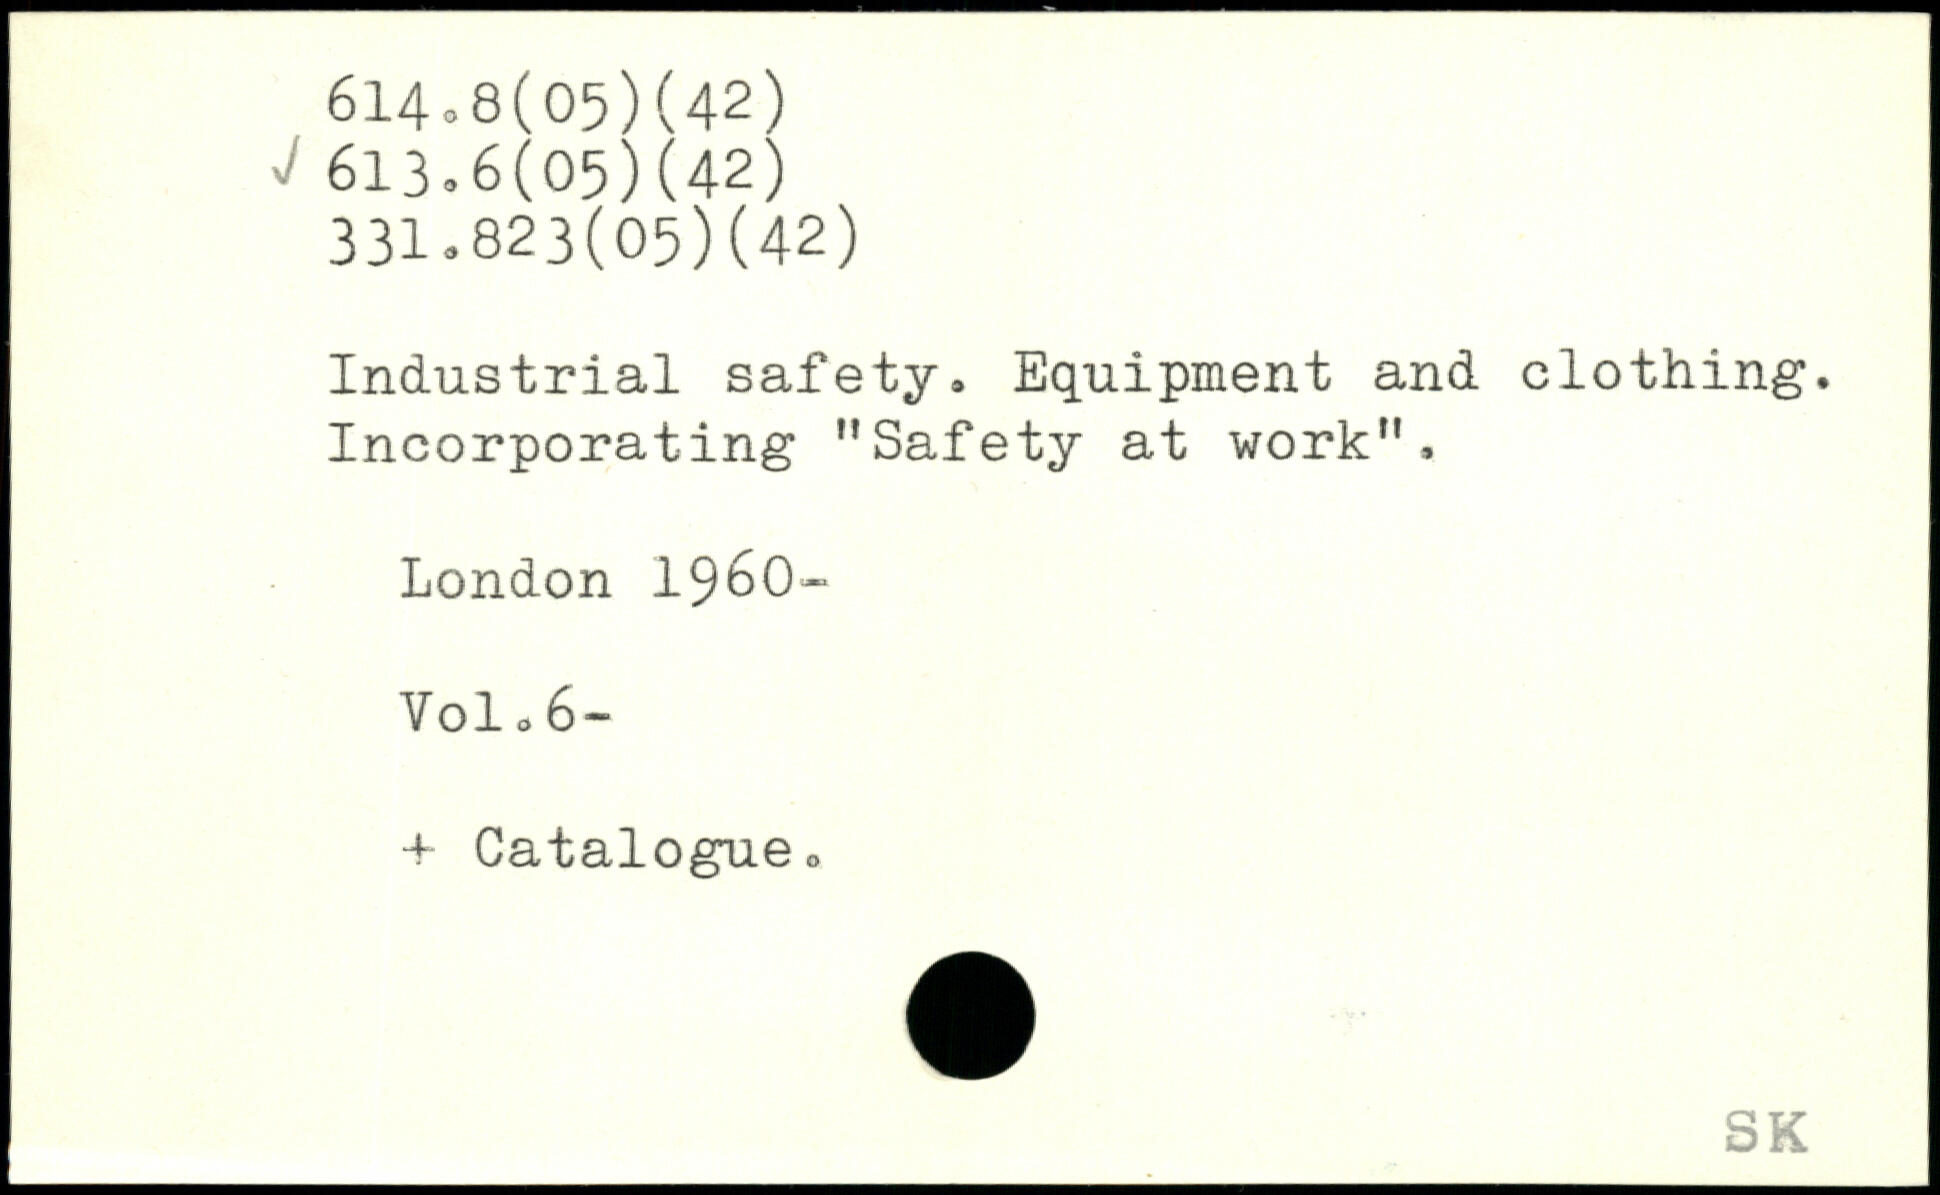 614.8(05)(42)
✓ 613.6(05)(42)
331.823(05)(42)
Industrial safety. Equipment and clothing.
Incorporating "Safety at work".
London 1960-
Vol.6-
+ Catalogue.
SK